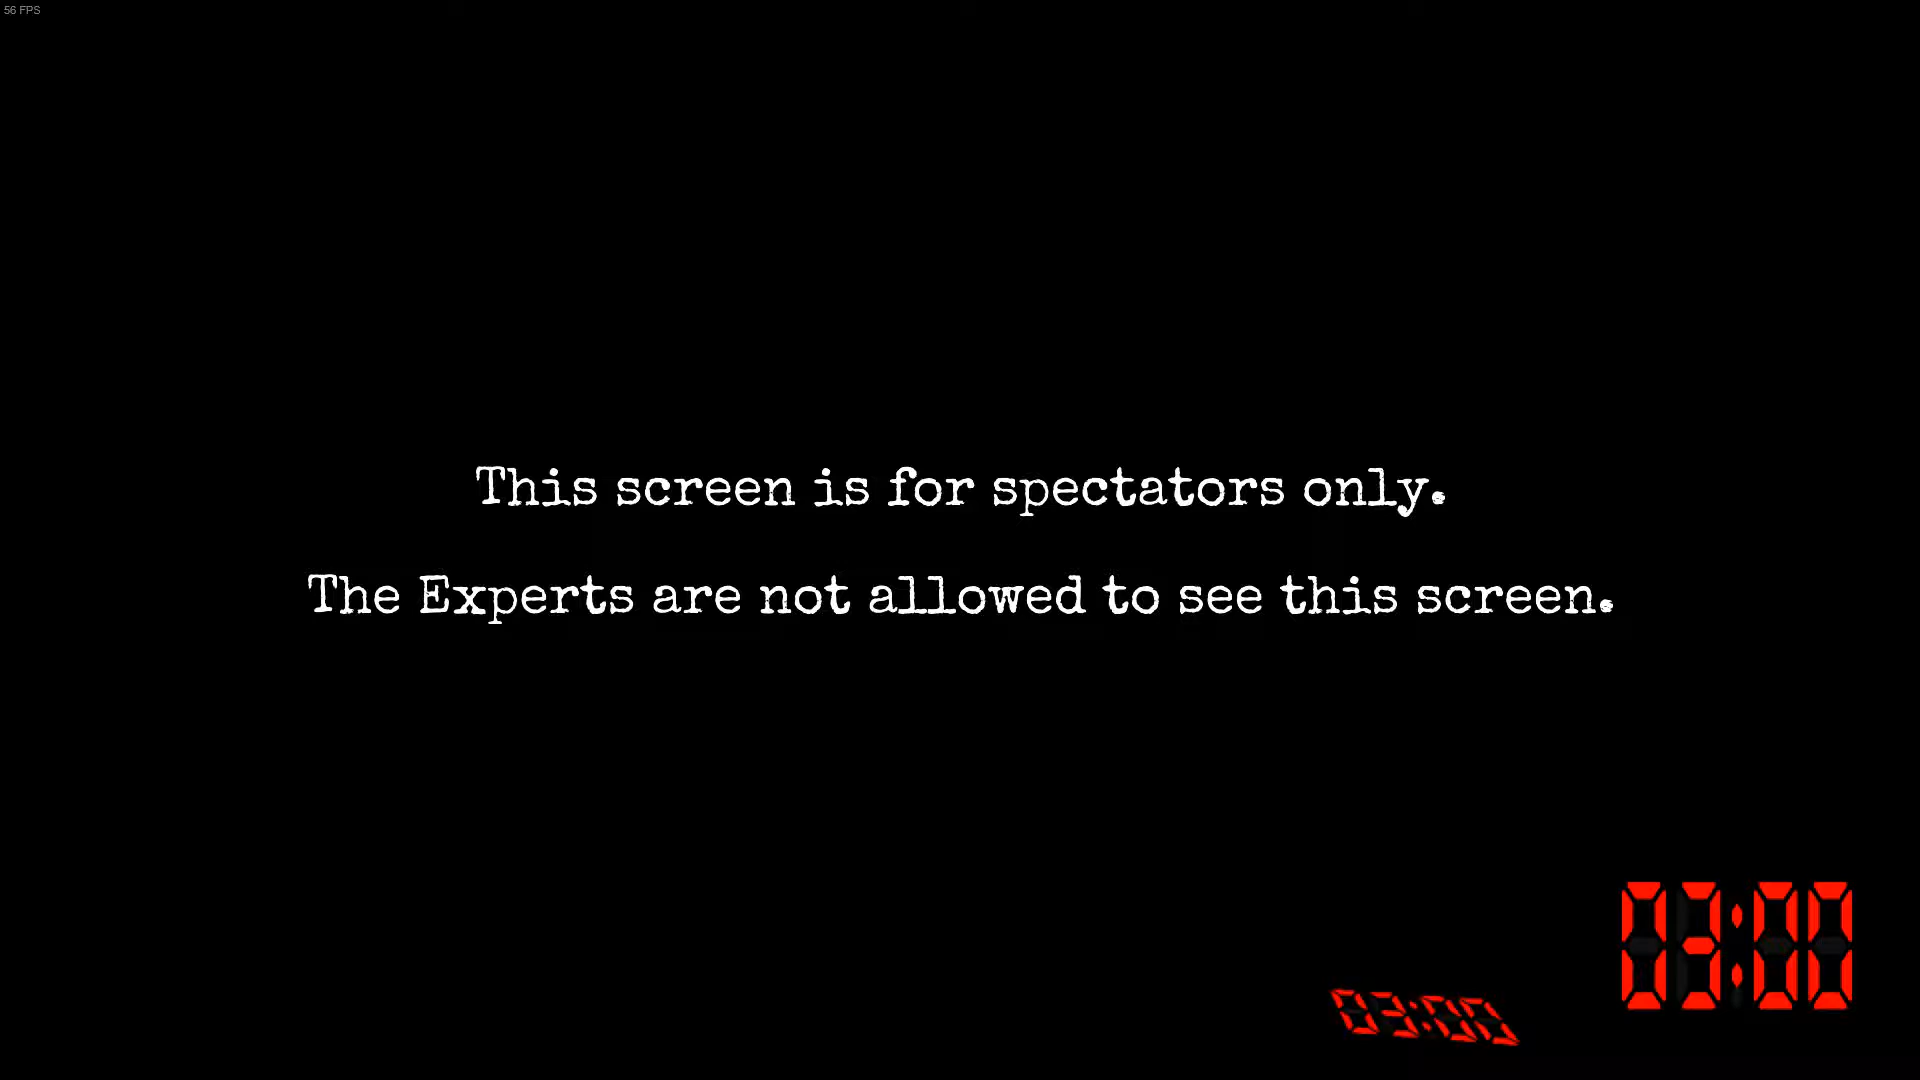 56 FPS
This screen is for spectators only.
The Experts are not allowed to see this screen.
03:00
03:00